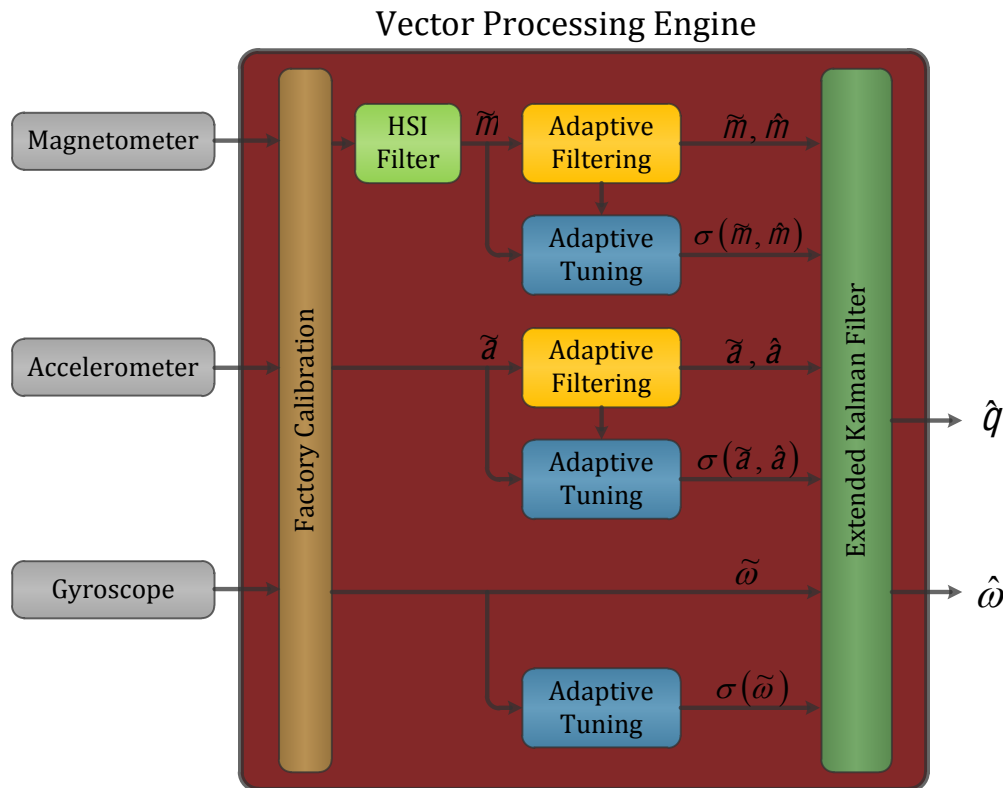 Vector Processing Engine
Magnetometer
HSI
Filter
m̃
Adaptive
Filtering
m̃, m̂
Adaptive
Tuning
σ(m̃, m̂)
Accelerometer
ã
Adaptive
Filtering
ã, â
Adaptive
Tuning
σ(ã, â)
Factory Calibration
Extended Kalman Filter
q̂
Gyroscope
ω̃
ω̂
Adaptive
Tuning
σ(ω̃)